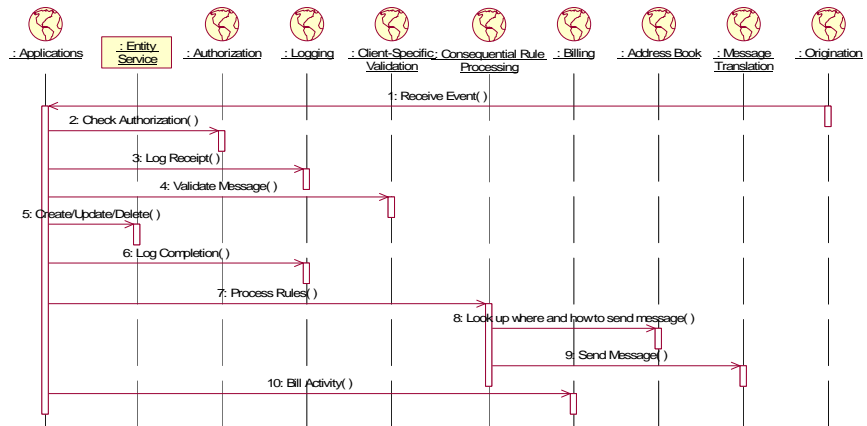 : Applications
: Entity
Service
: Authorization
: Logging
: Client-Specific
Validation
: Consequential Rule
Processing
: Billing
: Address Book
: Message
Translation
: Origination
1: Receive Event( )
2: Check Authorization( )
3: Log Receipt( )
4: Validate Message( )
5: Create/Update/Delete( )
6: Log Completion( )
7: Process Rules( )
8: Look up where and how to send message( )
9: Send Message( )
10: Bill Activity( )